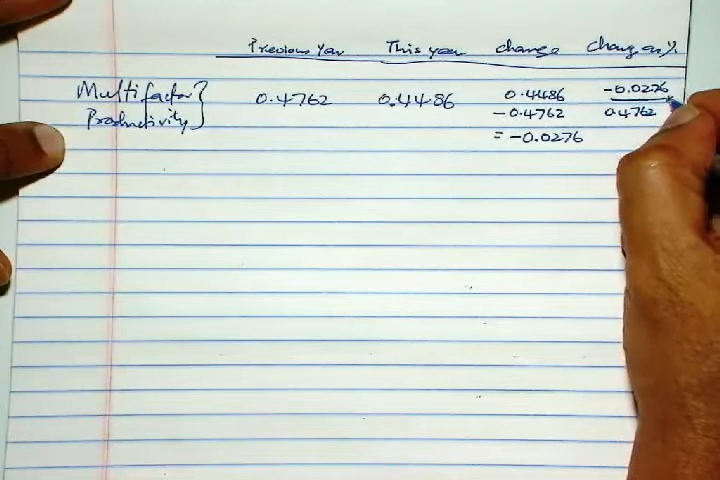 Previous Year This year change Change as %
Multifactor } 0.4762 0.4486 0.4486 -0.0276
Productivity - 0.4762 0.4762
= -0.0276